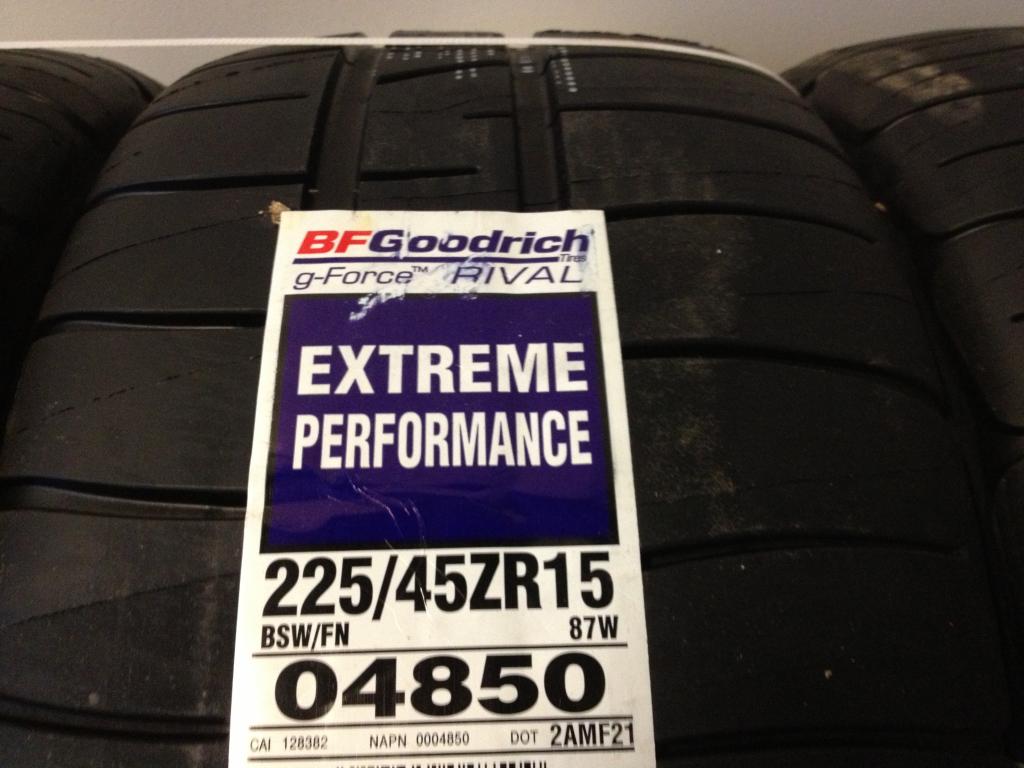 BFGoodrich
Tires
g-Force™ RIVAL
EXTREME
PERFORMANCE
225/45ZR15
BSW/FN 87W
04850
CAI 128382 NAPN 0004850 DOT 2AMF21